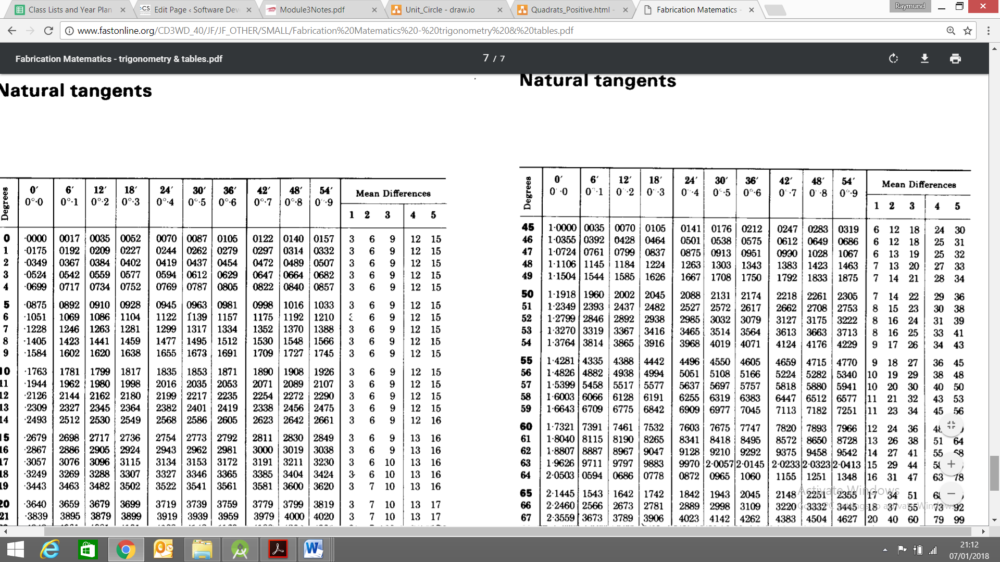 Class Lists and Year Plan
Edit Page ‹ Software Dev
Module3Notes.pdf
Unit_Circle - draw.io
Quadrats_Positive.html -
Fabrication Mathematics -
Raymund
www.fastonline.org/CD3WD_40/JF/JF_OTHER/SMALL/Fabrication%20Matematics%20-%20trigonometry%20&%20tables.pdf
Fabrication Matematics - trigonometry & tables.pdf
7 / 7
Natural tangents
Degrees 0′ 6′ 12′ 18′ 24′ 30′ 36′ 42′ 48′ 54′ Mean Differences
0°·0 0°·1 0°·2 0°·3 0°·4 0°·5 0°·6 0°·7 0°·8 0°·9 1 2 3 4 5
0 ·0000 0017 0035 0052 0070 0087 0105 0122 0140 0157 3 6 9 12 15
1 ·0175 0192 0209 0227 0244 0262 0279 0297 0314 0332 3 6 9 12 15
2 ·0349 0367 0384 0402 0419 0437 0454 0472 0489 0507 3 6 9 12 15
3 ·0524 0542 0559 0577 0594 0612 0629 0647 0664 0682 3 6 9 12 15
4 ·0699 0717 0734 0752 0769 0787 0805 0822 0840 0857 3 6 9 12 15
5 ·0875 0892 0910 0928 0945 0963 0981 0998 1016 1033 3 6 9 12 15
6 ·1051 1069 1086 1104 1122 1139 1157 1175 1192 1210 3 6 9 12 15
7 ·1228 1246 1263 1281 1299 1317 1334 1352 1370 1388 3 6 9 12 15
8 ·1405 1423 1441 1459 1477 1495 1512 1530 1548 1566 3 6 9 12 15
9 ·1584 1602 1620 1638 1655 1673 1691 1709 1727 1745 3 6 9 12 15
10 ·1763 1781 1799 1817 1835 1853 1871 1890 1908 1926 3 6 9 12 15
11 ·1944 1962 1980 1998 2016 2035 2053 2071 2089 2107 3 6 9 12 15
12 ·2126 2144 2162 2180 2199 2217 2235 2254 2272 2290 3 6 9 12 15
13 ·2309 2327 2345 2364 2382 2401 2419 2338 2456 2475 3 6 9 12 15
14 ·2493 2512 2530 2549 2568 2586 2605 2623 2642 2661 3 6 9 12 16
15 ·2679 2698 2717 2736 2754 2773 2792 2811 2830 2849 3 6 9 13 16
16 ·2867 2886 2905 2924 2943 2962 2981 3000 3019 3038 3 6 9 13 16
17 ·3057 3076 3096 3115 3134 3153 3172 3191 3211 3230 3 6 10 13 16
18 ·3249 3269 3288 3307 3327 3346 3365 3385 3404 3424 3 6 10 13 16
19 ·3443 3463 3482 3502 3522 3541 3561 3581 3600 3620 3 7 10 13 16
20 ·3640 3659 3679 3699 3719 3739 3759 3779 3799 3819 3 7 10 13 17
21 ·3839 3895 3879 3899 3919 3939 3959 3979 4000 4020 3 7 10 13 17
Natural tangents
Degrees 0′ 6′ 12′ 18′ 24′ 30′ 36′ 42′ 48′ 54′ Mean Differences
0°·0 0°·1 0°·2 0°·3 0°·4 0°·5 0°·6 0°·7 0°·8 0°·9 1 2 3 4 5
45 1·0000 0035 0070 0105 0141 0176 0212 0247 0283 0319 6 12 18 24 30
46 1·0355 0392 0428 0464 0501 0538 0575 0612 0649 0686 6 12 18 25 31
47 1·0724 0761 0799 0837 0875 0913 0951 0990 1028 1067 6 13 19 25 32
48 1·1106 1145 1184 1224 1263 1303 1343 1383 1423 1463 7 13 20 27 33
49 1·1504 1544 1585 1626 1667 1708 1750 1792 1833 1875 7 14 21 28 34
50 1·1918 1960 2002 2045 2088 2131 2174 2218 2261 2305 7 14 22 29 36
51 1·2349 2393 2437 2482 2527 2572 2617 2662 2708 2753 8 15 23 30 38
52 1·2799 2846 2892 2938 2985 3032 3079 3127 3175 3222 8 16 24 31 39
53 1·3270 3319 3367 3416 3465 3514 3564 3613 3663 3713 8 16 25 33 41
54 1·3764 3814 3865 3916 3968 4019 4071 4124 4176 4229 9 17 26 34 43
55 1·4281 4335 4388 4442 4496 4550 4605 4659 4715 4770 9 18 27 36 45
56 1·4826 4882 4938 4994 5051 5108 5166 5224 5282 5340 10 19 29 38 48
57 1·5399 5458 5517 5577 5637 5697 5757 5818 5880 5941 10 20 30 40 50
58 1·6003 6066 6128 6191 6255 6319 6383 6447 6512 6577 11 21 32 43 53
59 1·6643 6709 6775 6842 6909 6977 7045 7113 7182 7251 11 23 34 45 56
60 1·7321 7391 7461 7532 7603 7675 7747 7820 7893 7966 12 24 36
61 1·8040 8115 8190 8265 8341 8418 8495 8572 8650 8728 13 26 38 51 64
62 1·8807 8887 8967 9047 9128 9210 9292 9375 9458 9542 14 27 41 55 68
63 1·9626 9711 9797 9883 9970 2·0057 2·0145 2·0233 2·0323 2·0413 15 29 44
64 2·0503 0594 0686 0778 0872 0965 1060 1155 1251 1348 16 31 47 63 78
65 2·1445 1543 1642 1742 1842 1943 2045 2148 2251 2355 17 34 51
66 2·2460 2566 2673 2781 2889 2998 3109 3220 3332 3445 18 37 55 73 92
67 2·3559 3673 3789 3906 4023 4142 4262 4383 4504 4627 20 40 60 79 99
Activate Windows
Go to PC settings to activate Windows.
21:12
07/01/2018